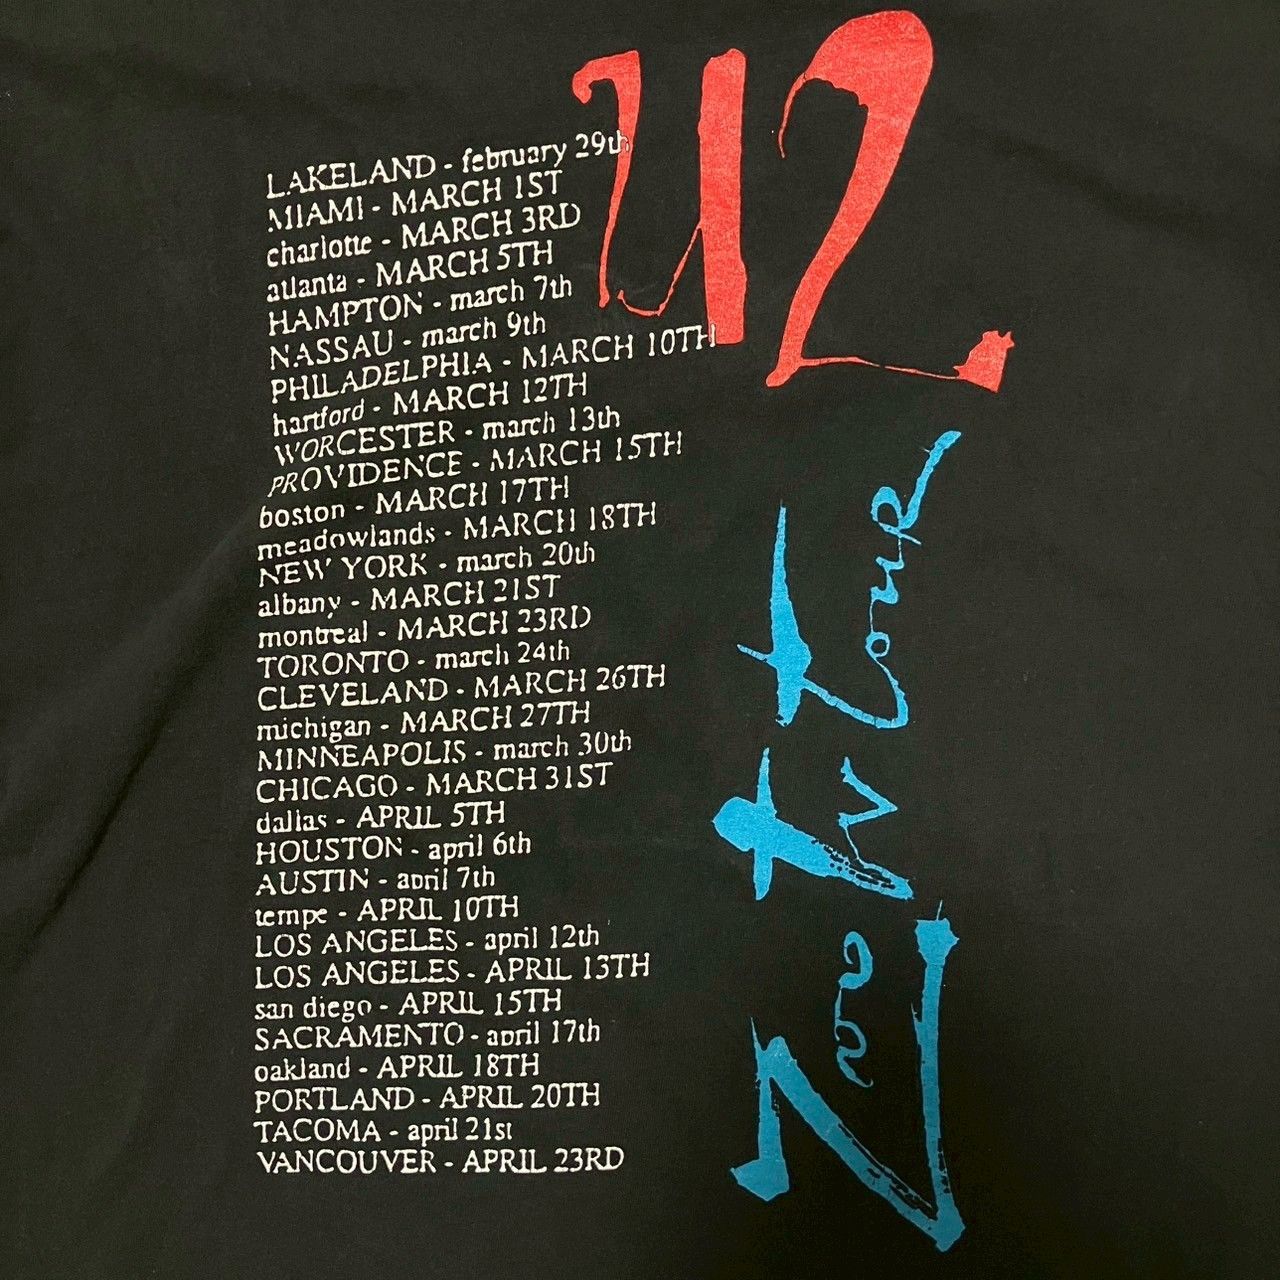 U2
LAKELAND - february 29th
MIAMI - MARCH 1ST
charlotte - MARCH 3RD
atlanta - MARCH 5TH
HAMPTON - march 7th
NASSAU - march 9th
PHILADELPHIA - MARCH 10TH
hartford - MARCH 12TH
WORCESTER - march 13th
PROVIDENCE - MARCH 15TH
boston - MARCH 17TH
meadowlands - MARCH 18TH
NEW YORK - march 20th
albany - MARCH 21ST
montreal - MARCH 23RD
TORONTO - march 24th
CLEVELAND - MARCH 26TH
michigan - MARCH 27TH
MINNEAPOLIS - march 30th
CHICAGO - MARCH 31ST
dallas - APRIL 5TH
HOUSTON - april 6th
AUSTIN - april 7th
tempe - APRIL 10TH
LOS ANGELES - april 12th
LOS ANGELES - APRIL 13TH
san diego - APRIL 15TH
SACRAMENTO - april 17th
oakland - APRIL 18TH
PORTLAND - APRIL 20TH
TACOMA - april 21st
VANCOUVER - APRIL 23RD
Zoo tv touR